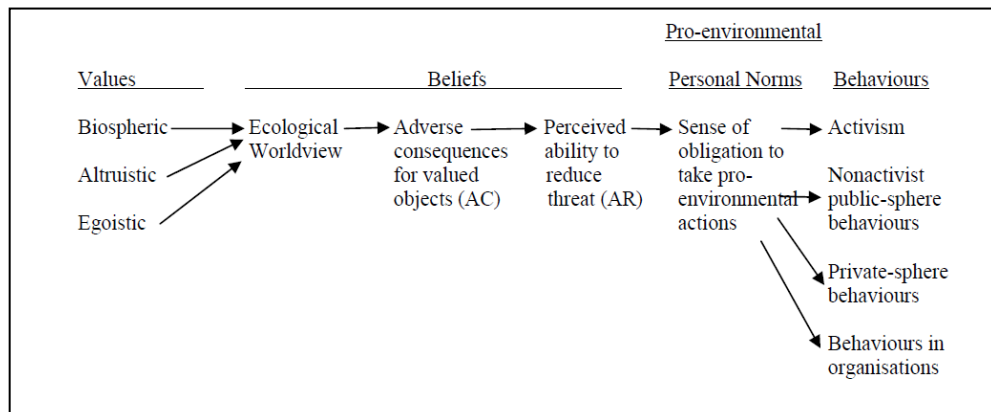 Pro-environmental
Values Beliefs Personal Norms Behaviours
Biospheric
Altruistic
Egoistic
Ecological
Worldview
Adverse
consequences
for valued
objects (AC)
Perceived
ability to
reduce
threat (AR)
Sense of
obligation to
take pro-
environmental
actions
Activism
Nonactivist
public-sphere
behaviours
Private-sphere
behaviours
Behaviours in
organisations